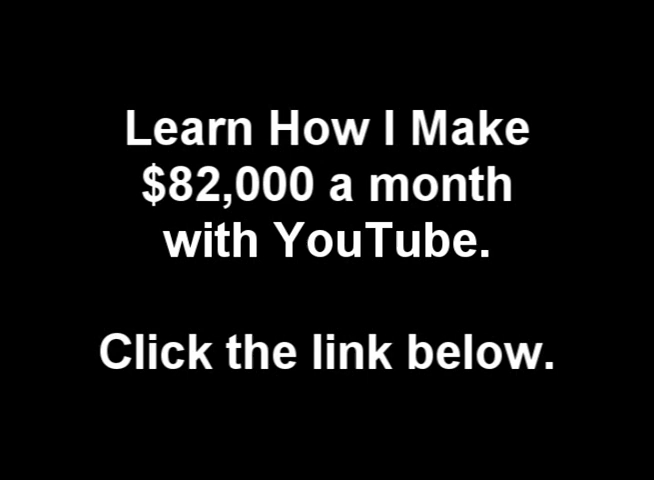 Learn How I Make
$82,000 a month
with YouTube.
Click the link below.